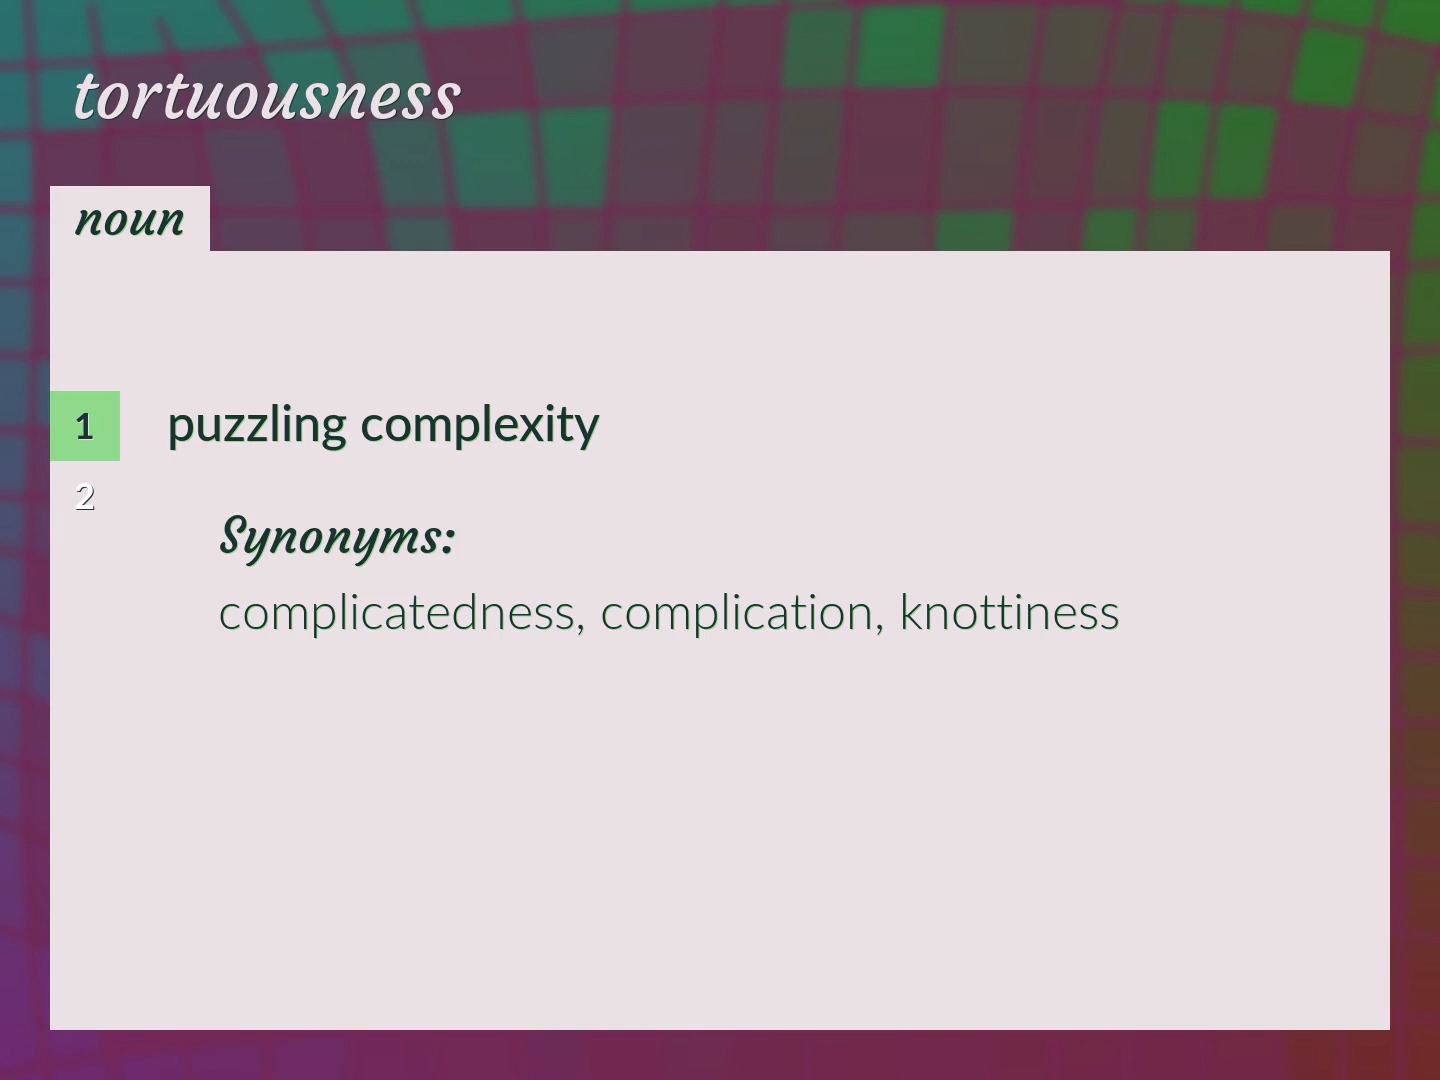 tortuousness
noun
1 puzzling complexity
2
Synonyms:
complicatedness, complication, knottiness